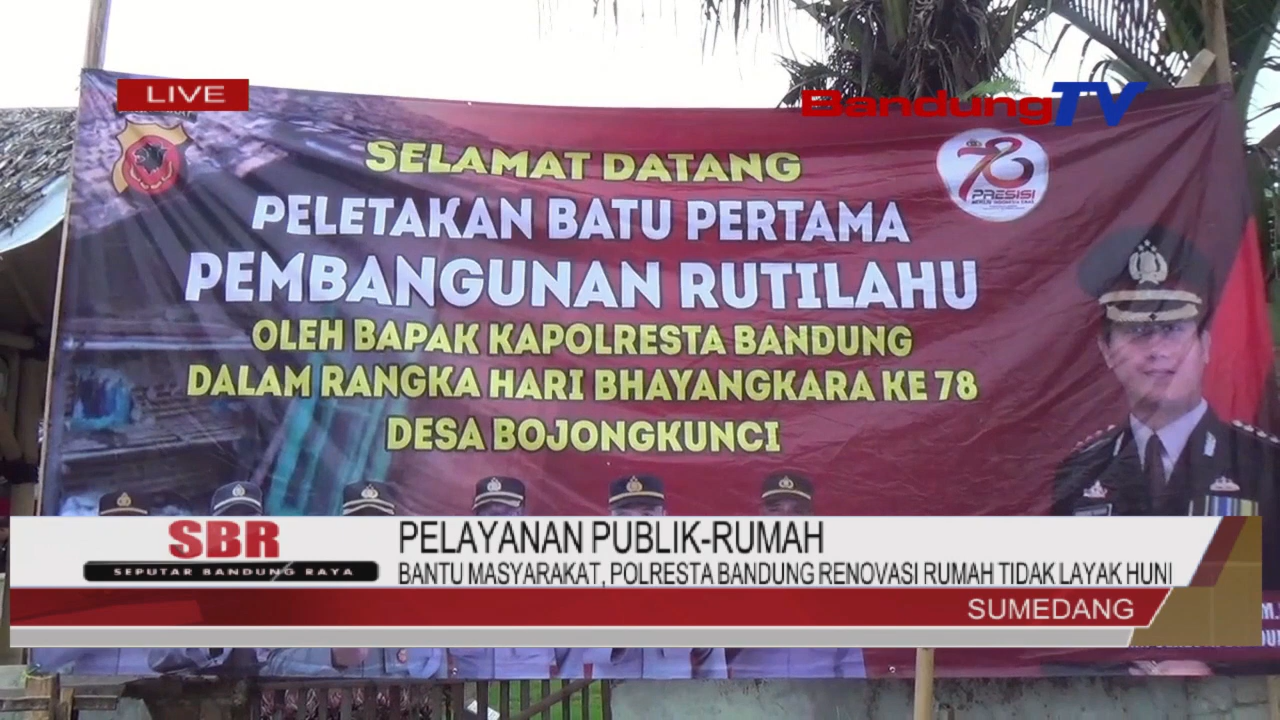 LIVE
BandungTV
SELAMAT DATANG
78
PRESISI
PELETAKAN BATU PERTAMA
PEMBANGUNAN RUTILAHU
OLEH BAPAK KAPOLRESTA BANDUNG
DALAM RANGKA HARI BHAYANGKARA KE 78
DESA BOJONGKUNCI
SBR
SEPUTAR BANDUNG RAYA
PELAYANAN PUBLIK-RUMAH
BANTU MASYARAKAT, POLRESTA BANDUNG RENOVASI RUMAH TIDAK LAYAK HUNI
SUMEDANG